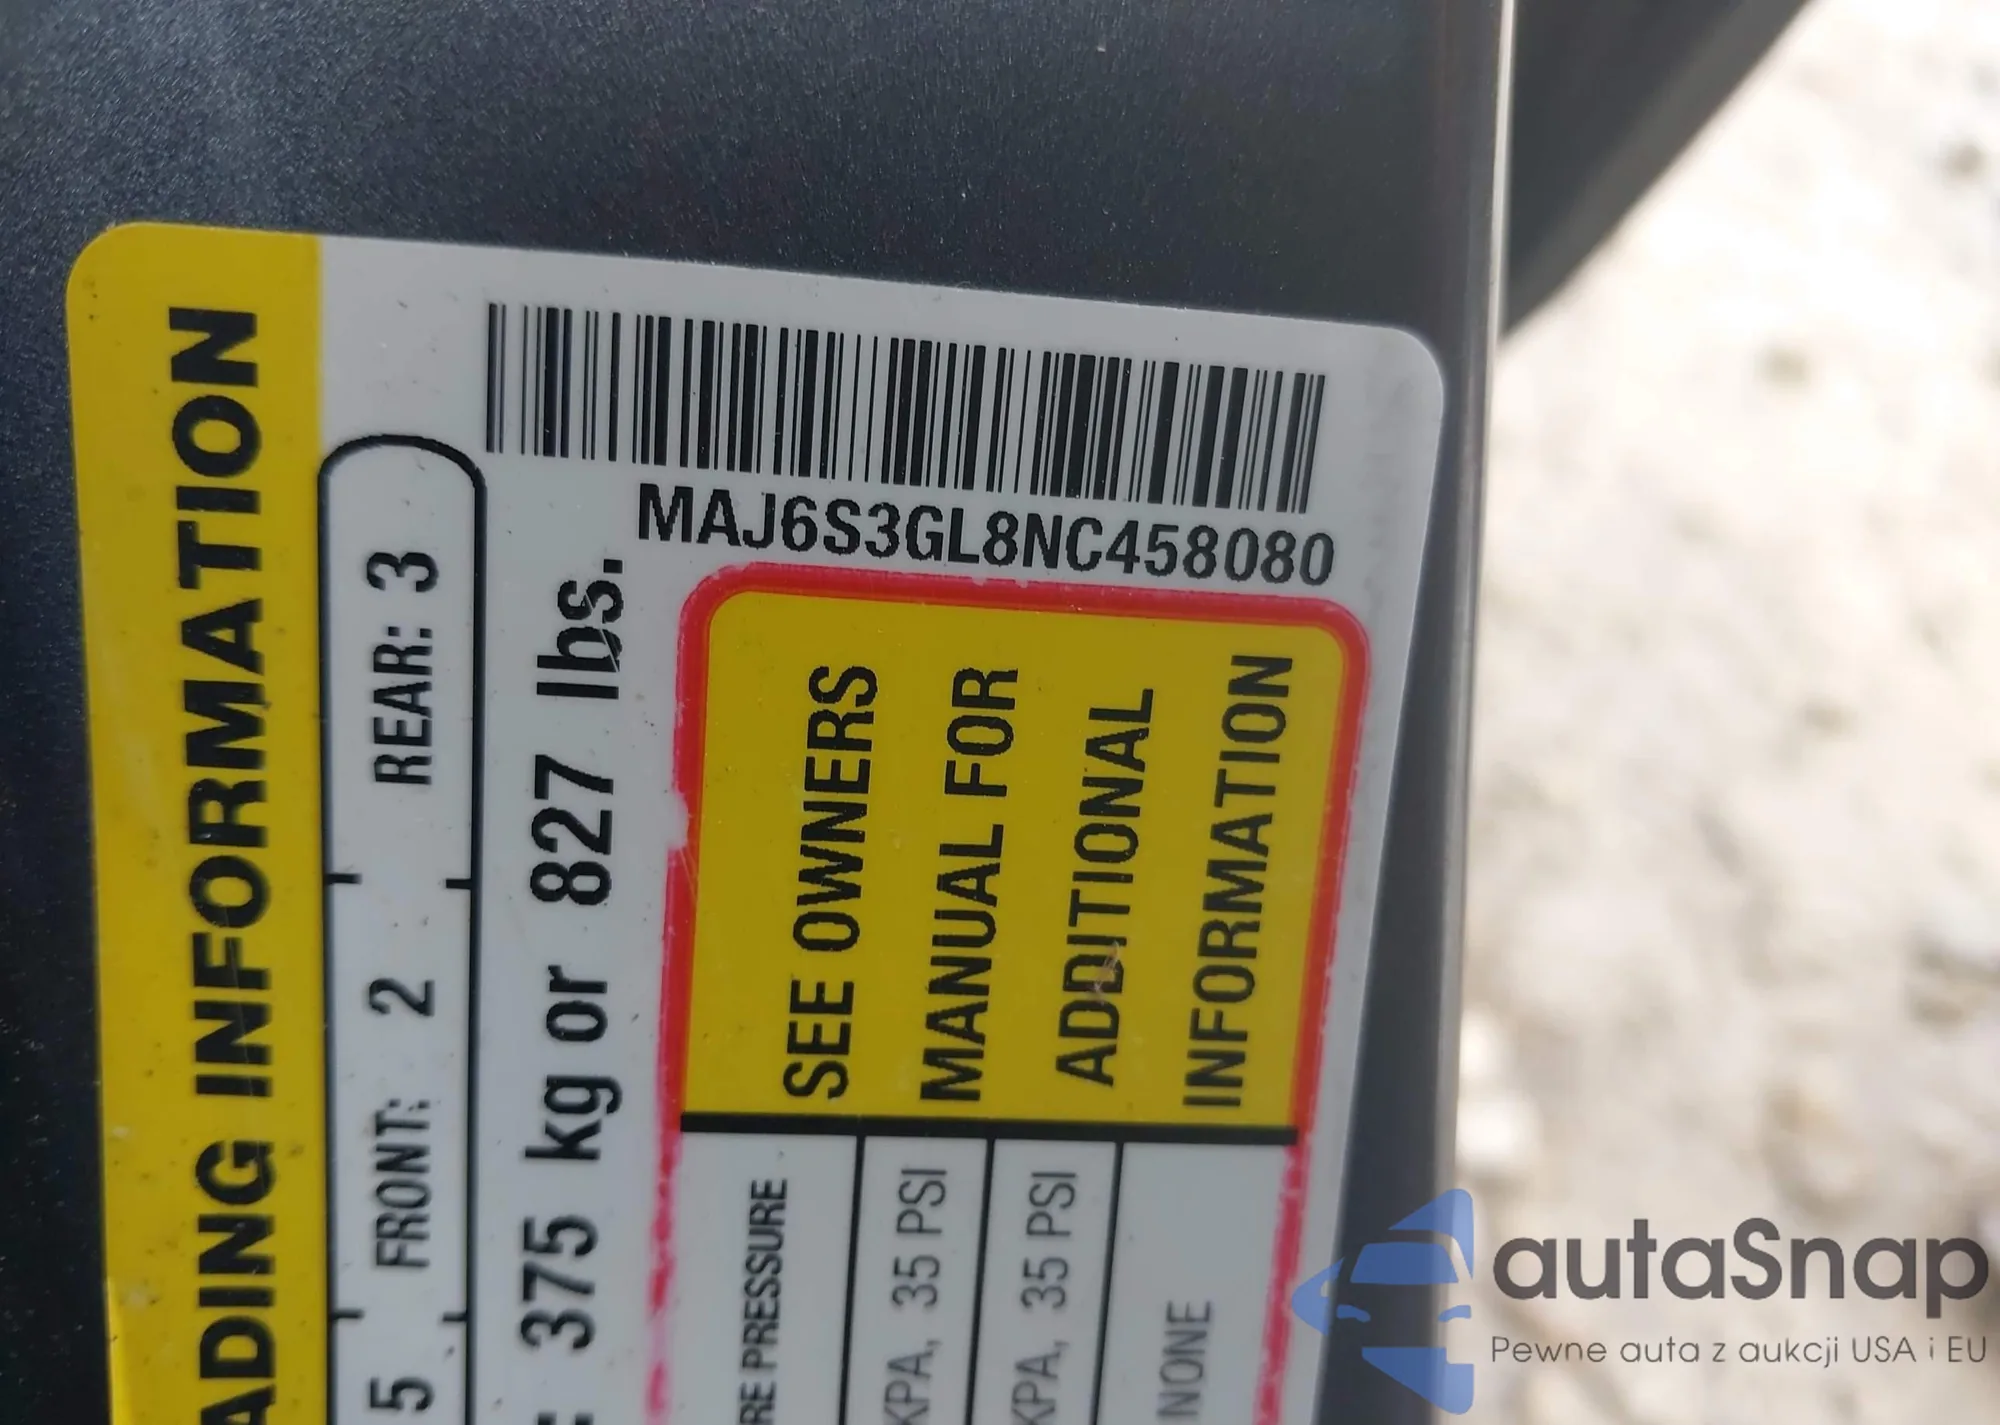 MAJ6S3GL8NC458080
ADING INFORMATION
5 FRONT: 2 REAR: 3
: 375 kg or 827 lbs.
RE PRESSURE
KPA, 35 PSI
KPA, 35 PSI
NONE
SEE OWNERS
MANUAL FOR
ADDITIONAL
INFORMATION
autaSnap
Pewne auta z aukcji USA i EU